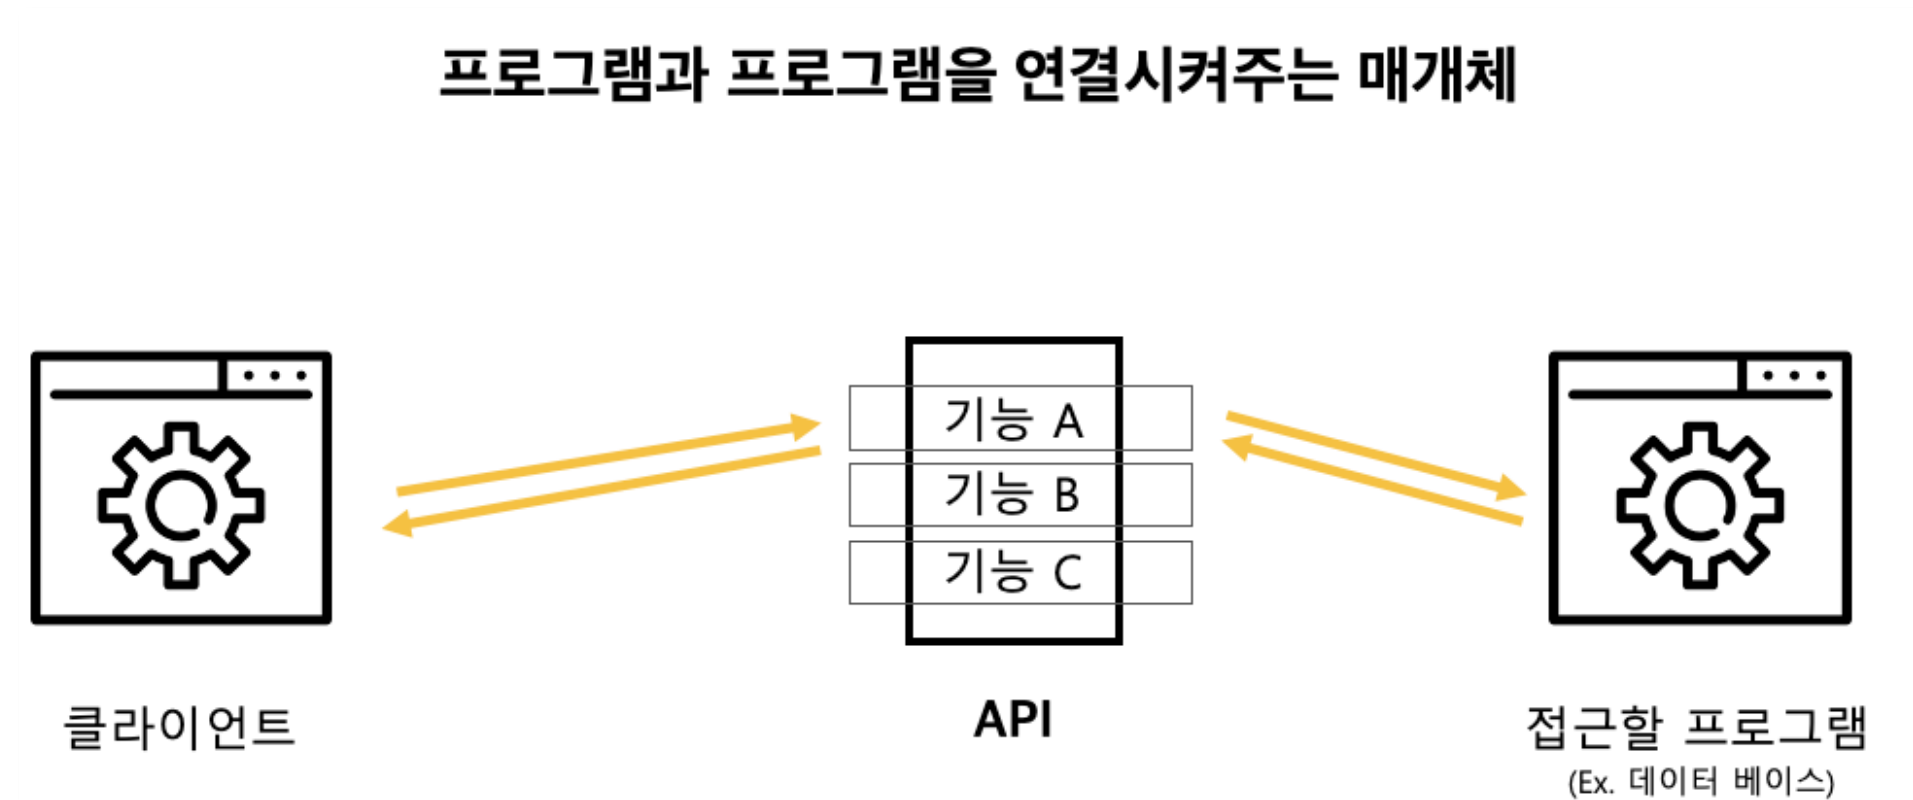 프로그램과 프로그램을 연결시켜주는 매개체
기능 A
기능 B
기능 C
클라이언트
API
접근할 프로그램
(Ex. 데이터 베이스)